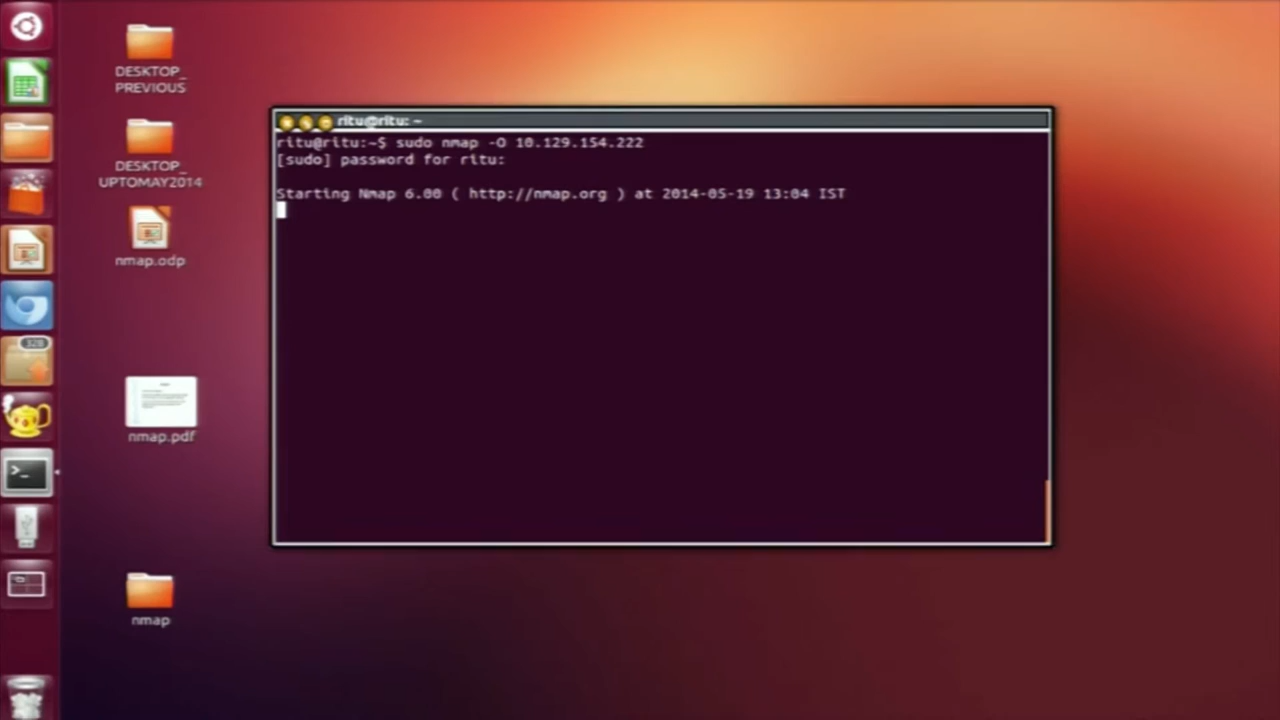 DESKTOP_
PREVIOUS
DESKTOP_
UPTOMAY2014
nmap.odp
328
nmap.pdf
nmap
ritu@ritu: ~
ritu@ritu:~$ sudo nmap -O 10.129.154.222
[sudo] password for ritu:
Starting Nmap 6.00 ( http://nmap.org ) at 2014-05-19 13:04 IST
>_